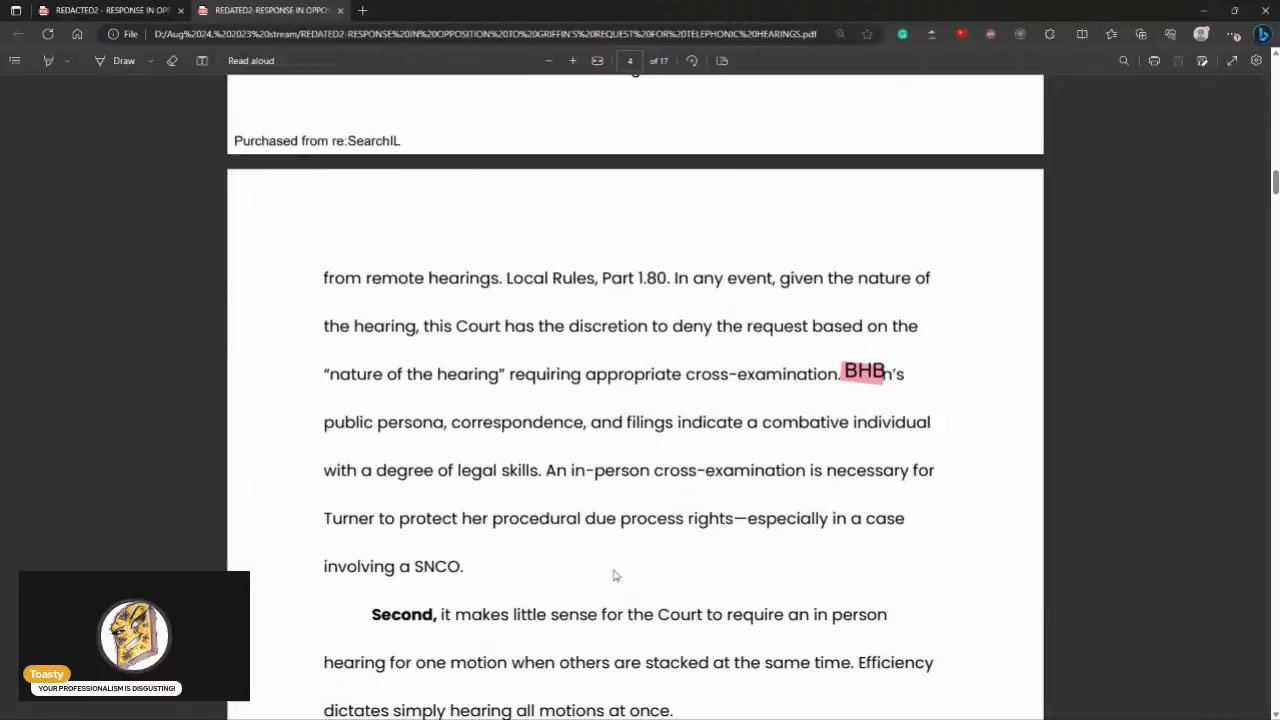 REDACTED2 - RESPONSE IN OPP
REDATED2-RESPONSE IN OPPO
File
D:/Aug%2024,%202023%20stream/REDATED2-RESPONSE%20IN%20OPPOSITION%20TO%20GRIFFIN'S%20REQUEST%20FOR%20TELEPHONIC%20HEARINGS.pdf
Draw
Read aloud
4 of 17
Purchased from re:SearchIL
from remote hearings. Local Rules, Part 1.80. In any event, given the nature of
the hearing, this Court has the discretion to deny the request based on the
“nature of the hearing” requiring appropriate cross-examination. BHBn’s
public persona, correspondence, and filings indicate a combative individual
with a degree of legal skills. An in-person cross-examination is necessary for
Turner to protect her procedural due process rights—especially in a case
involving a SNCO.
Second, it makes little sense for the Court to require an in person
hearing for one motion when others are stacked at the same time. Efficiency
dictates simply hearing all motions at once.
Toasty
YOUR PROFESSIONALISM IS DISGUSTING!